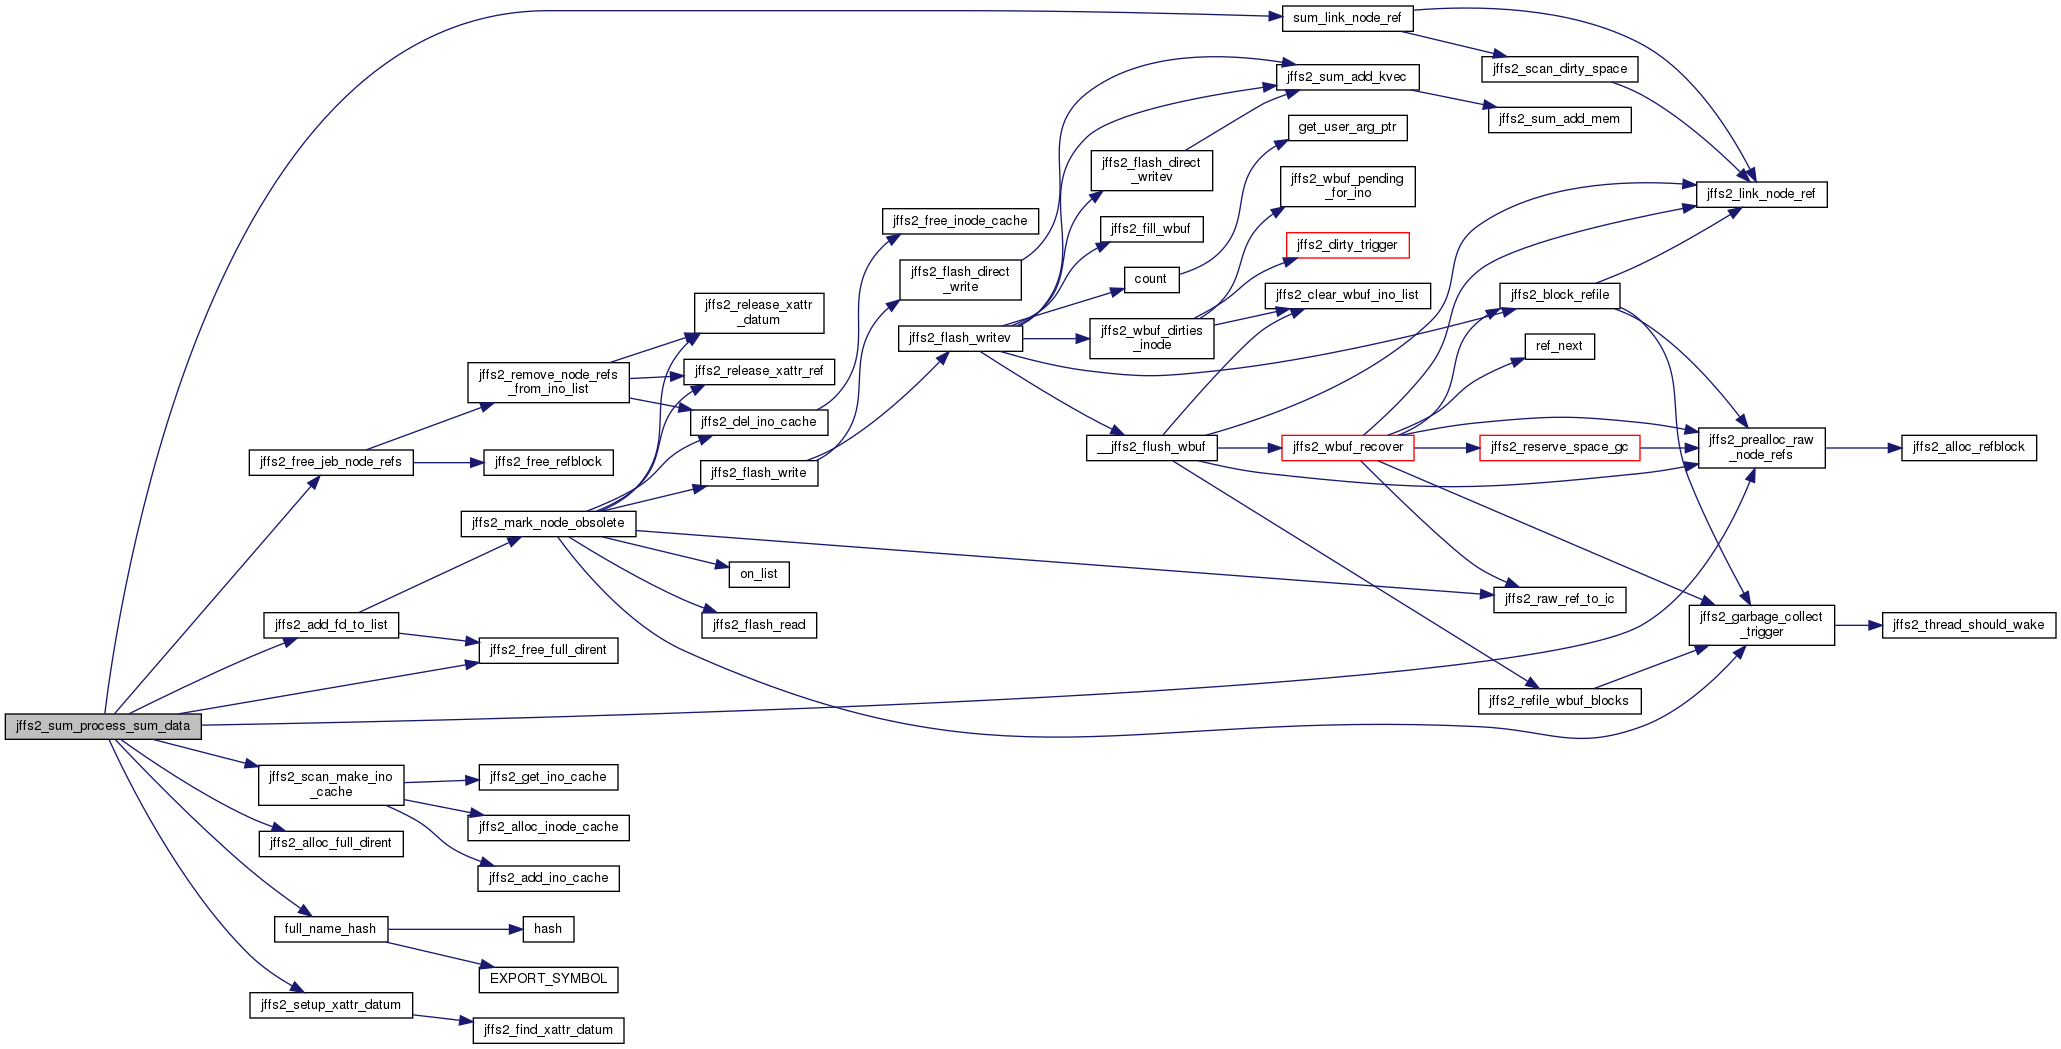 sum_link_node_ref
jffs2_scan_dirty_space
jffs2_sum_add_kvec
jffs2_sum_add_mem
get_user_arg_ptr
jffs2_flash_direct
_writev
jffs2_wbuf_pending
_for_ino
jffs2_link_node_ref
jffs2_free_inode_cache
jffs2_fill_wbuf
jffs2_dirty_trigger
jffs2_flash_direct
_write
count
jffs2_clear_wbuf_ino_list
jffs2_block_refile
jffs2_release_xattr
_datum
jffs2_flash_writev
jffs2_wbuf_dirties
_inode
ref_next
jffs2_remove_node_refs
_from_ino_list
jffs2_release_xattr_ref
jffs2_del_ino_cache
__jffs2_flush_wbuf
jffs2_wbuf_recover
jffs2_reserve_space_gc
jffs2_prealloc_raw
_node_refs
jffs2_alloc_refblock
jffs2_free_jeb_node_refs
jffs2_free_refblock
jffs2_flash_write
jffs2_mark_node_obsolete
on_list
jffs2_raw_ref_to_ic
jffs2_add_fd_to_list
jffs2_flash_read
jffs2_garbage_collect
_trigger
jffs2_thread_should_wake
jffs2_free_full_dirent
jffs2_refile_wbuf_blocks
jffs2_sum_process_sum_data
jffs2_scan_make_ino
_cache
jffs2_get_ino_cache
jffs2_alloc_inode_cache
jffs2_alloc_full_dirent
jffs2_add_ino_cache
full_name_hash
hash
EXPORT_SYMBOL
jffs2_setup_xattr_datum
jffs2_find_xattr_datum